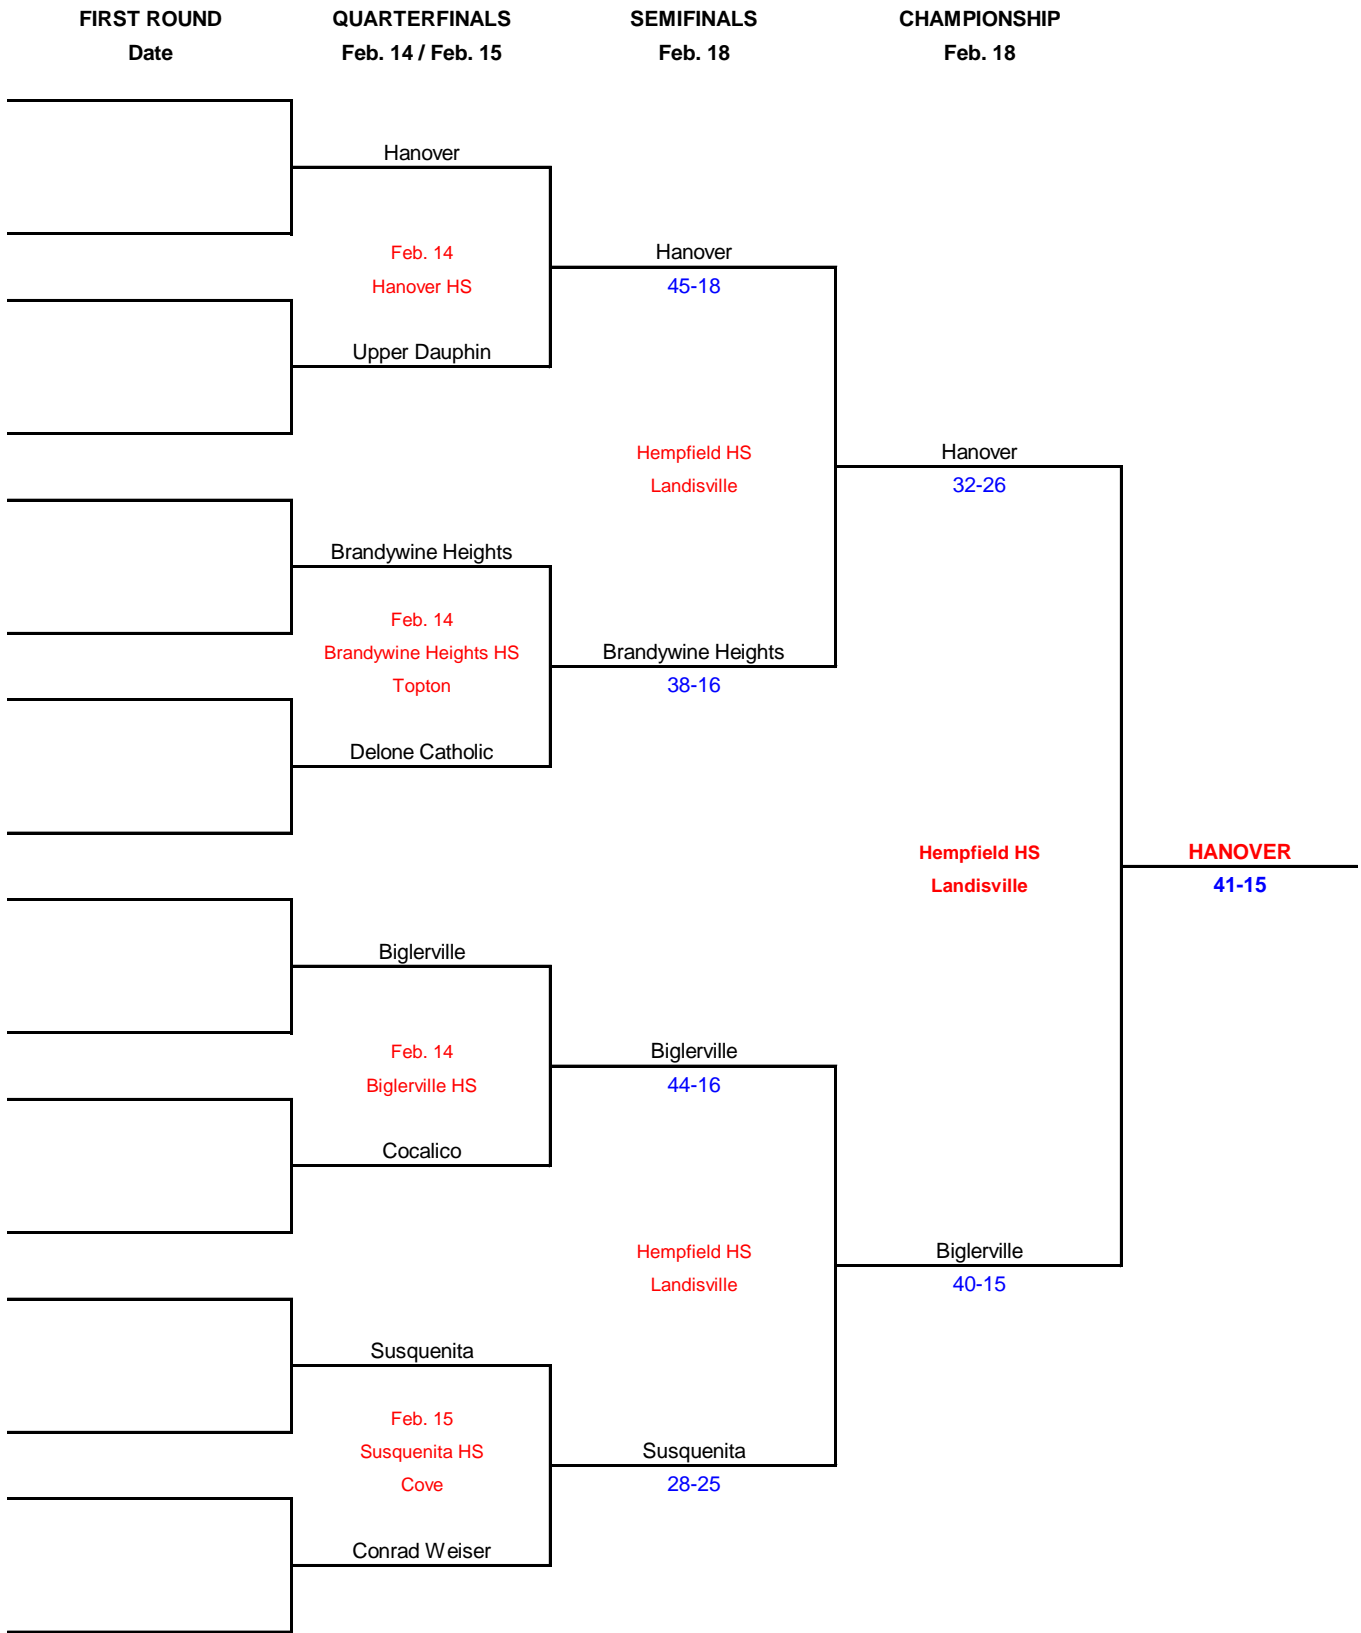 FIRST ROUND QUARTERFINALS SEMIFINALS CHAMPIONSHIP
Date Feb. 14 / Feb. 15 Feb. 18 Feb. 18
Hanover
Feb. 14 Hanover
Hanover HS 45-18
Upper Dauphin
Hempfield HS Hanover
Landisville 32-26
Brandywine Heights
Feb. 14
Brandywine Heights HS Brandywine Heights
Topton 38-16
Delone Catholic
Hempfield HS HANOVER
Landisville 41-15
Biglerville
Feb. 14 Biglerville
Biglerville HS 44-16
Cocalico
Hempfield HS Biglerville
Landisville 40-15
Susquenita
Feb. 15
Susquenita HS Susquenita
Cove 28-25
Conrad Weiser